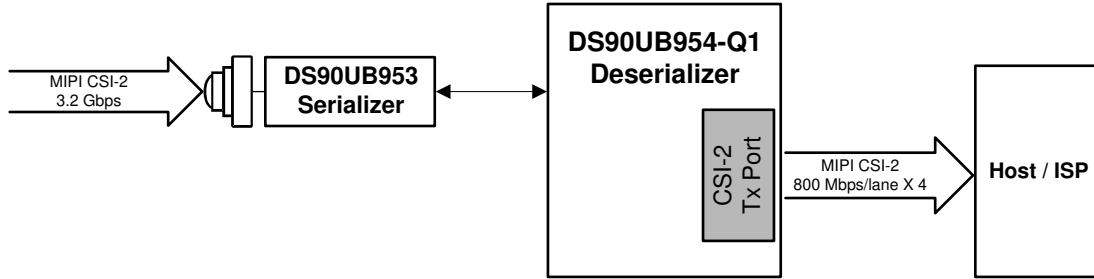 MIPI CSI-2
3.2 Gbps
DS90UB953
Serializer
DS90UB954-Q1
Deserializer
CSI-2
Tx Port
MIPI CSI-2
800 Mbps/lane X 4
Host / ISP